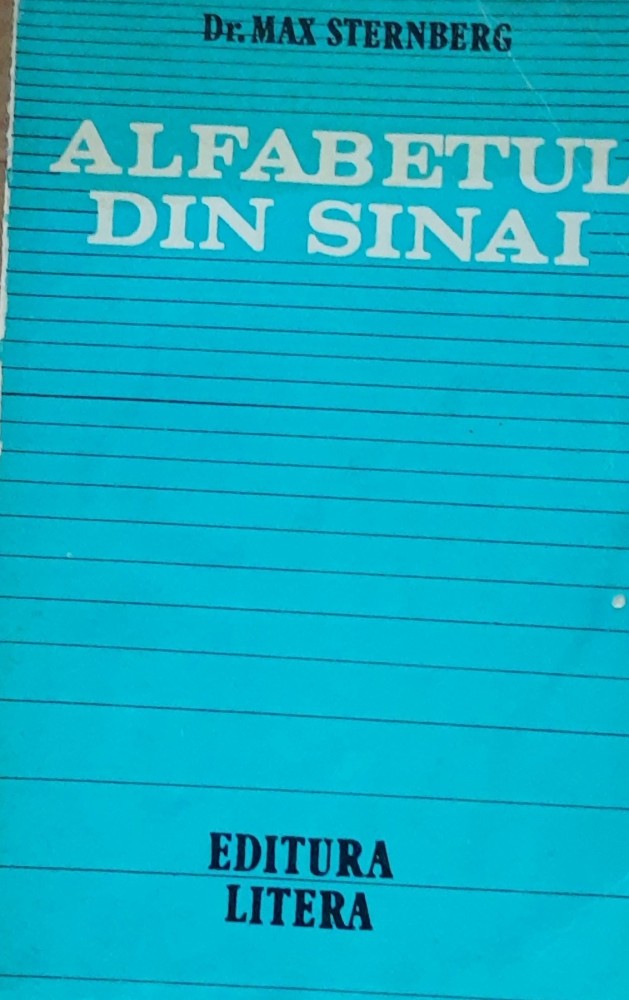 Dr. MAX STERNBERG
ALFABETUL
DIN SINAI
EDITURA
LITERA